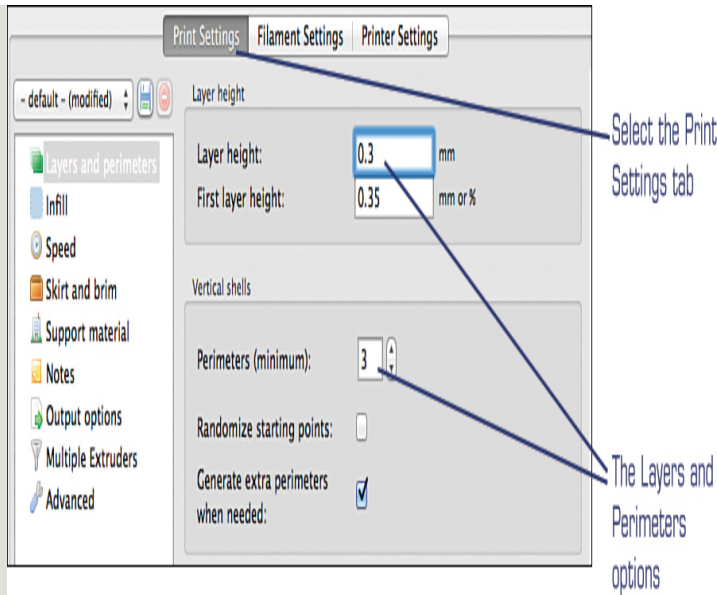 Print Settings Filament Settings Printer Settings
- default - (modified)
Layers and perimeters
Infill
Speed
Skirt and brim
Support material
Notes
Output options
Multiple Extruders
Advanced
Layer height
Layer height: 0.3 mm
First layer height: 0.35 mm or %
Vertical shells
Perimeters (minimum): 3
Randomize starting points:
Generate extra perimeters
when needed:
Select the Print
Settings tab
The Layers and
Perimeters
options